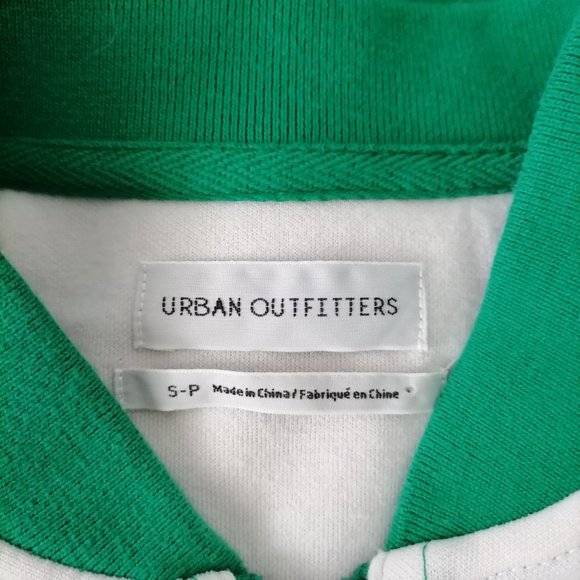 URBAN OUTFITTERS
S-P Made in China / Fabriqué en Chine